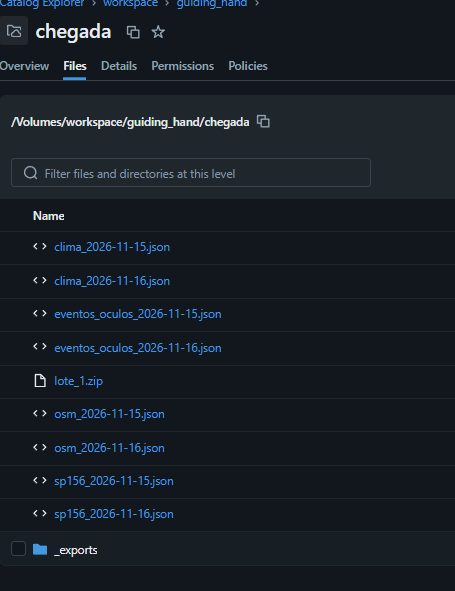 Catalog Explorer > workspace > guiding_hand >
chegada
Overview Files Details Permissions Policies
/Volumes/workspace/guiding_hand/chegada
Filter files and directories at this level
Name
clima_2026-11-15.json
clima_2026-11-16.json
eventos_oculos_2026-11-15.json
eventos_oculos_2026-11-16.json
lote_1.zip
osm_2026-11-15.json
osm_2026-11-16.json
sp156_2026-11-15.json
sp156_2026-11-16.json
_exports